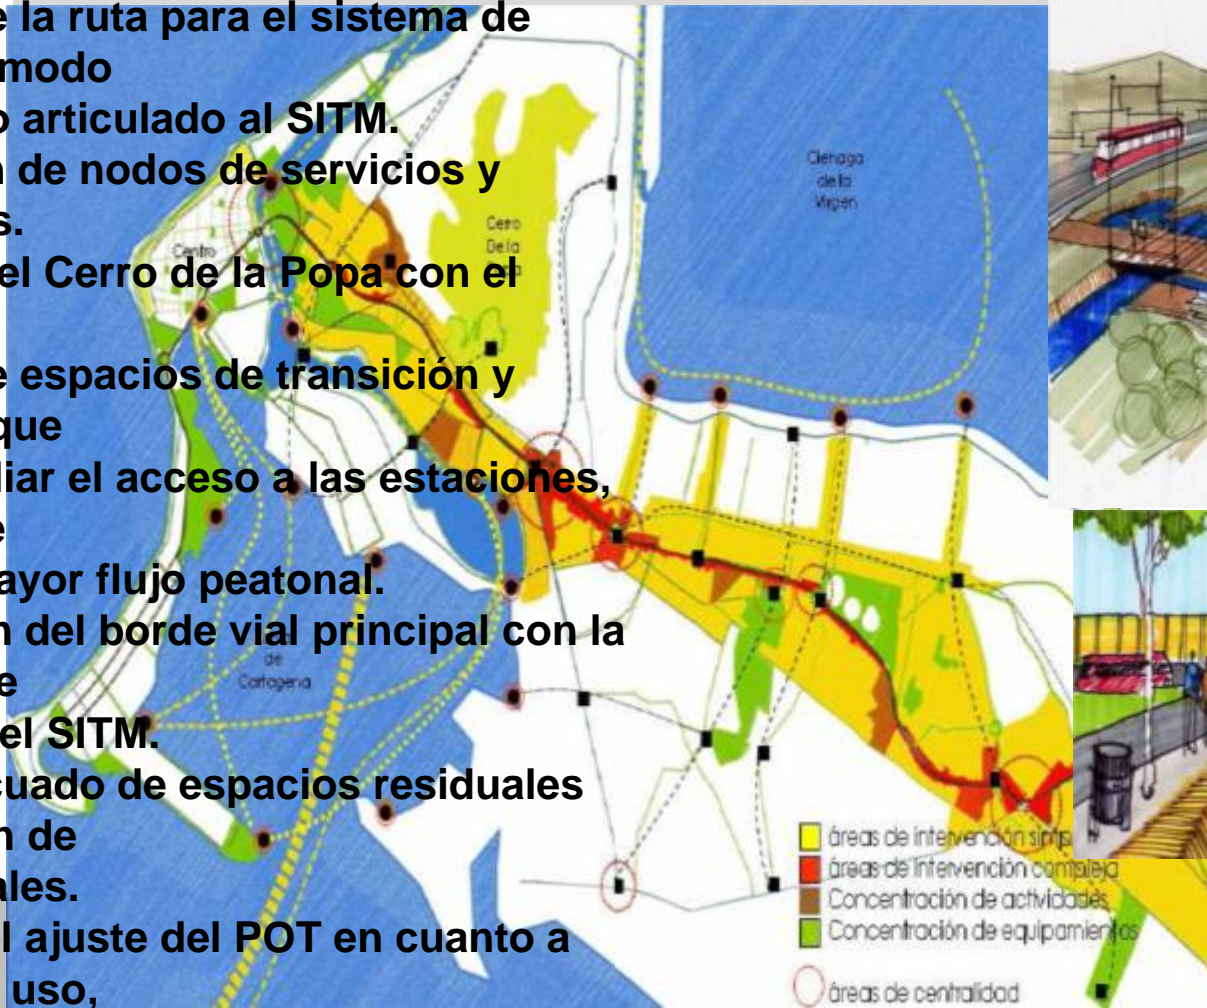 e la ruta para el sistema de
modo
o articulado al SITM.
n de nodos de servicios y
s.
el Cerro de la Popa con el
e espacios de transición y
que
liar el acceso a las estaciones,
e
ayor flujo peatonal.
n del borde vial principal con la
e
el SITM.
cuado de espacios residuales
n de
ales.
l ajuste del POT en cuanto a
uso,
Centro
Cerro
De la
Cienaga
de la
Virgen
de
Cartagena
áreas de intervención simp
áreas de intervención compleja
Concentración de actividades
Concentración de equipamientos
áreas de centralidad